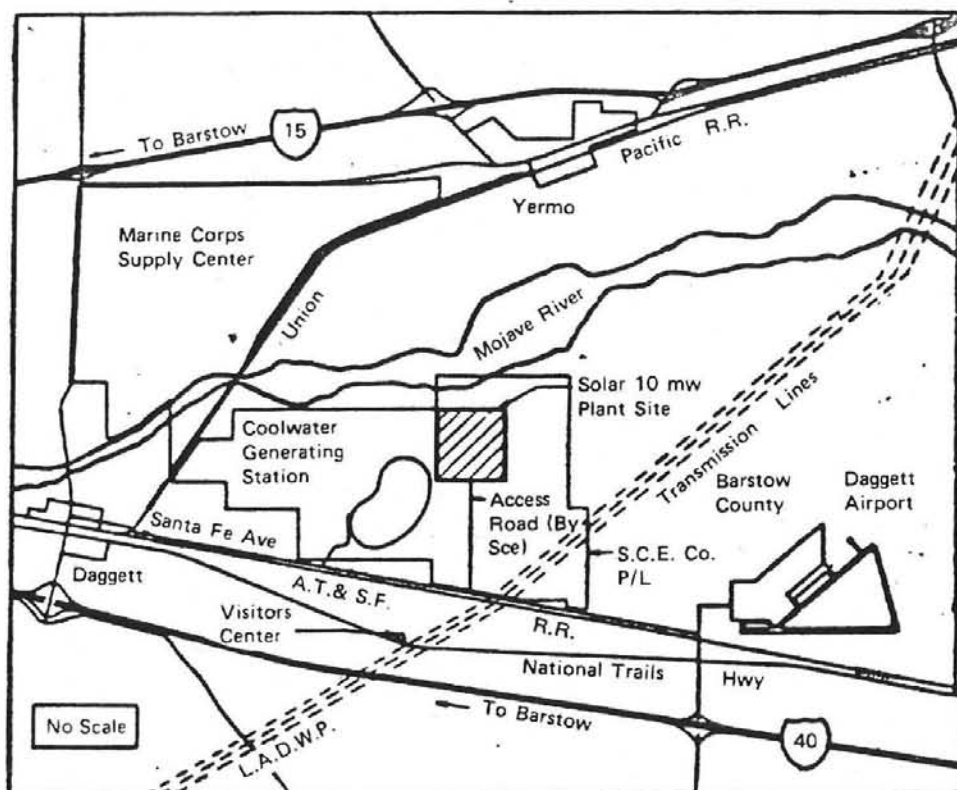 To Barstow
15
Pacific
R.R.
Yermo
Marine Corps
Supply Center
Union
Mojave River
Solar 10 mw
Plant Site
Coolwater
Generating
Station
Transmission
Lines
Barstow
County
Daggett
Airport
Access
Road (By
Sce)
Santa Fe Ave
S.C.E. Co.
P/L
Daggett
A.T.& S.F.
R.R.
Visitors
Center
National Trails
Hwy
No Scale
L.A.D.W.P.
To Barstow
40